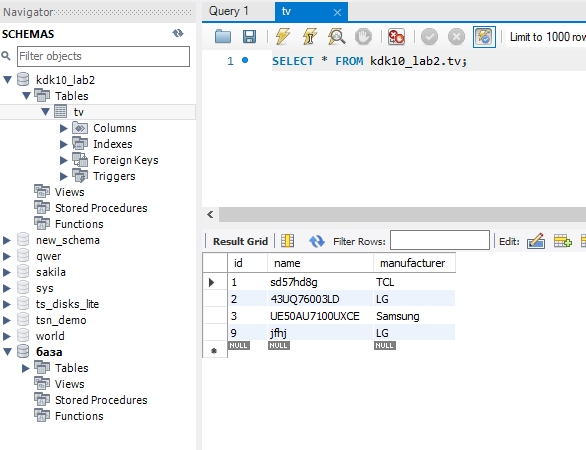 Navigator
SCHEMAS
Filter objects
kdk10_lab2
Tables
tv
Columns
Indexes
Foreign Keys
Triggers
Views
Stored Procedures
Functions
new_schema
qwer
sakila
sys
ts_disks_lite
tsn_demo
world
база
Tables
Views
Stored Procedures
Functions
Query 1 tv
Limit to 1000 row
1 SELECT * FROM kdk10_lab2.tv;
Result Grid Filter Rows: Edit:
id name manufacturer
1 sd57hd8g TCL
2 43UQ76003LD LG
3 UE50AU7100UXCE Samsung
9 jfhj LG
NULL NULL NULL